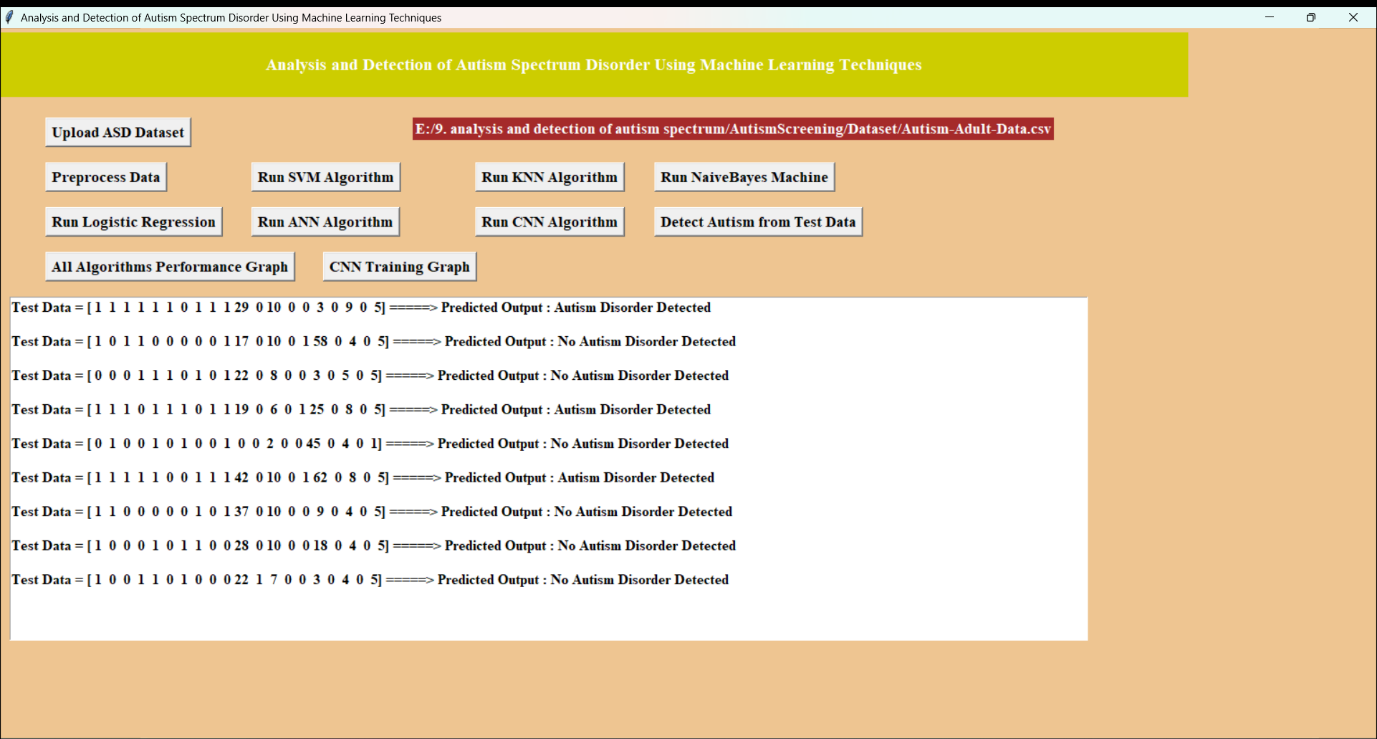 Analysis and Detection of Autism Spectrum Disorder Using Machine Learning Techniques
Analysis and Detection of Autism Spectrum Disorder Using Machine Learning Techniques
Upload ASD Dataset
E:/9. analysis and detection of autism spectrum/AutismScreening/Dataset/Autism-Adult-Data.csv
Preprocess Data
Run SVM Algorithm
Run KNN Algorithm
Run NaiveBayes Machine
Run Logistic Regression
Run ANN Algorithm
Run CNN Algorithm
Detect Autism from Test Data
All Algorithms Performance Graph
CNN Training Graph
Test Data = [ 1 1 1 1 1 1 0 1 1 1 29 0 10 0 0 3 0 9 0 5] =====> Predicted Output : Autism Disorder Detected
Test Data = [ 1 0 1 1 0 0 0 0 0 1 17 0 10 0 1 58 0 4 0 5] =====> Predicted Output : No Autism Disorder Detected
Test Data = [ 0 0 0 1 1 1 0 1 0 1 22 0 8 0 0 3 0 5 0 5] =====> Predicted Output : No Autism Disorder Detected
Test Data = [ 1 1 1 0 1 1 1 0 1 1 19 0 6 0 1 25 0 8 0 5] =====> Predicted Output : Autism Disorder Detected
Test Data = [ 0 1 0 0 1 0 1 0 0 1 0 0 2 0 0 45 0 4 0 1] =====> Predicted Output : No Autism Disorder Detected
Test Data = [ 1 1 1 1 1 0 0 1 1 1 42 0 10 0 1 62 0 8 0 5] =====> Predicted Output : Autism Disorder Detected
Test Data = [ 1 1 0 0 0 0 0 1 0 1 37 0 10 0 0 9 0 4 0 5] =====> Predicted Output : No Autism Disorder Detected
Test Data = [ 1 0 0 0 1 0 1 1 0 0 28 0 10 0 0 18 0 4 0 5] =====> Predicted Output : No Autism Disorder Detected
Test Data = [ 1 0 0 1 1 0 1 0 0 0 22 1 7 0 0 3 0 4 0 5] =====> Predicted Output : No Autism Disorder Detected